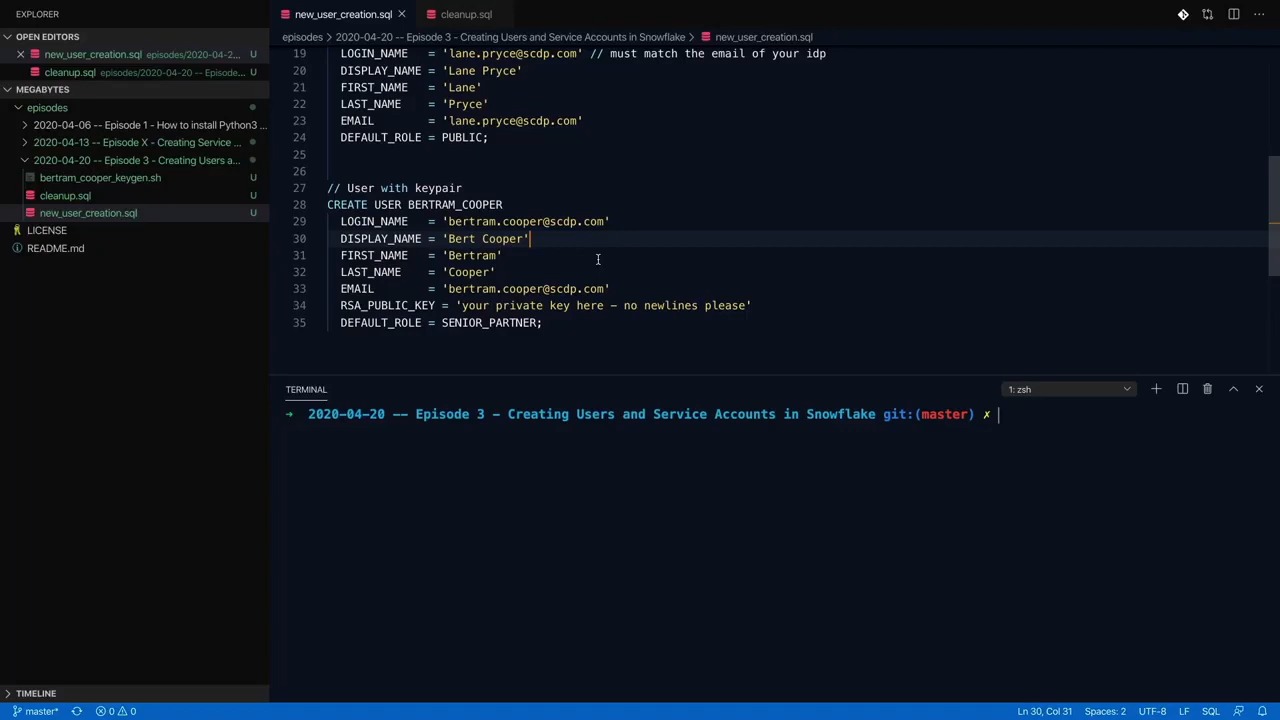 EXPLORER
OPEN EDITORS
new_user_creation.sql episodes/2020-04-2... U
cleanup.sql episodes/2020-04-20 -- Episode... U
MEGABYTES
episodes
2020-04-06 -- Episode 1 - How to install Python3 ...
2020-04-13 -- Episode X - Creating Service ...
2020-04-20 -- Episode 3 - Creating Users a...
bertram_cooper_keygen.sh U
cleanup.sql U
new_user_creation.sql U
LICENSE
README.md
TIMELINE
new_user_creation.sql
cleanup.sql
episodes > 2020-04-20 -- Episode 3 - Creating Users and Service Accounts in Snowflake > new_user_creation.sql
19 LOGIN_NAME = 'lane.pryce@scdp.com' // must match the email of your idp
20 DISPLAY_NAME = 'Lane Pryce'
21 FIRST_NAME = 'Lane'
22 LAST_NAME = 'Pryce'
23 EMAIL = 'lane.pryce@scdp.com'
24 DEFAULT_ROLE = PUBLIC;
25
26
27 // User with keypair
28 CREATE USER BERTRAM_COOPER
29 LOGIN_NAME = 'bertram.cooper@scdp.com'
30 DISPLAY_NAME = 'Bert Cooper'
31 FIRST_NAME = 'Bertram'
32 LAST_NAME = 'Cooper'
33 EMAIL = 'bertram.cooper@scdp.com'
34 RSA_PUBLIC_KEY = 'your private key here - no newlines please'
35 DEFAULT_ROLE = SENIOR_PARTNER;
TERMINAL
1: zsh
➜ 2020-04-20 -- Episode 3 - Creating Users and Service Accounts in Snowflake git:(master) ✗
master* 0 0
Ln 30, Col 31 Spaces: 2 UTF-8 LF SQL